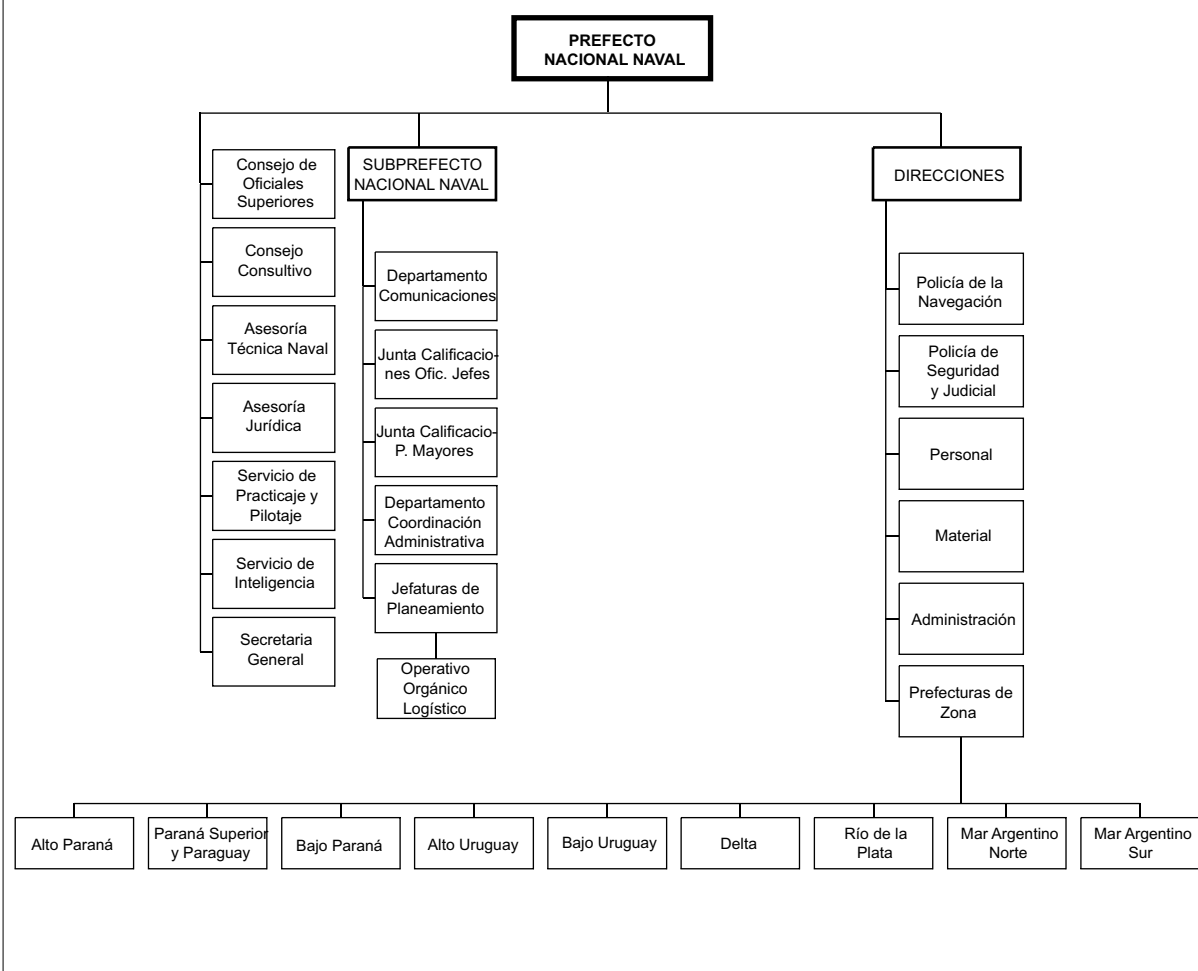 PREFECTO
NACIONAL NAVAL
Consejo de
Oficiales
Superiores
Consejo
Consultivo
Asesoría
Técnica Naval
Asesoría
Jurídica
Servicio de
Practicaje y
Pilotaje
Servicio de
Inteligencia
Secretaria
General
SUBPREFECTO
NACIONAL NAVAL
Departamento
Comunicaciones
Junta Calificacio-
nes Ofic. Jefes
Junta Calificacio-
P. Mayores
Departamento
Coordinación
Administrativa
Jefaturas de
Planeamiento
Operativo
Orgánico
Logístico
DIRECCIONES
Policía de la
Navegación
Policía de
Seguridad
y Judicial
Personal
Material
Administración
Prefecturas de
Zona
Alto Paraná
Paraná Superior
y Paraguay
Bajo Paraná
Alto Uruguay
Bajo Uruguay
Delta
Río de la
Plata
Mar Argentino
Norte
Mar Argentino
Sur